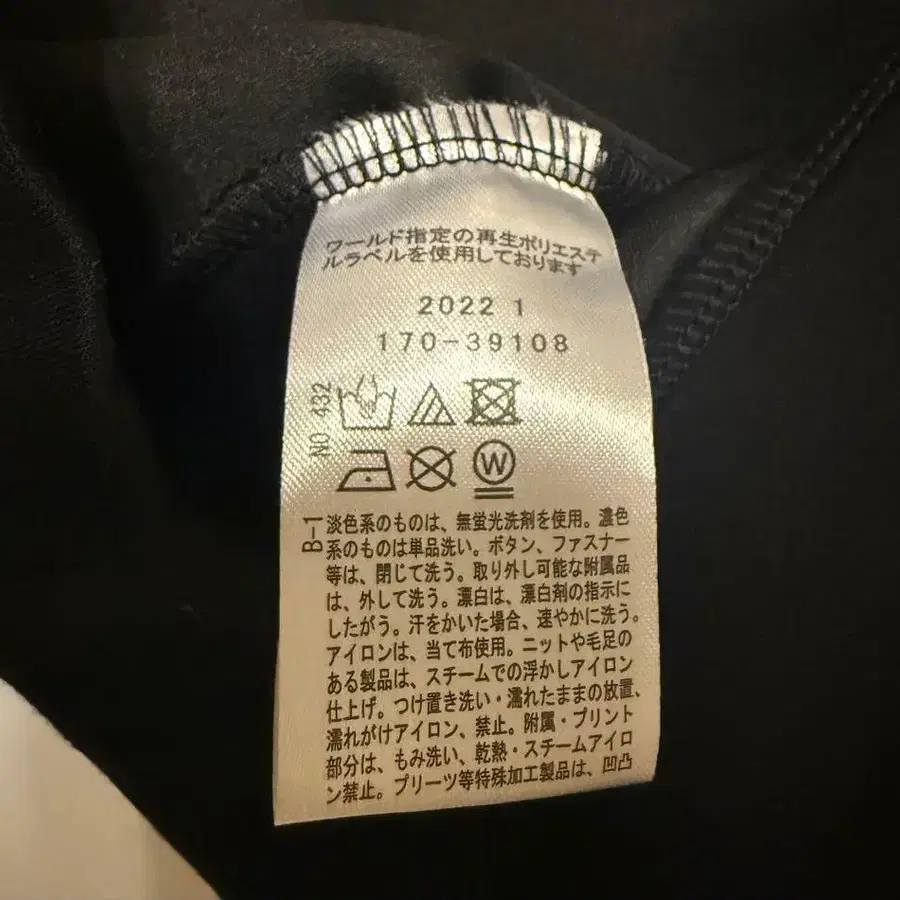 ワールド指定の再生ポリエステ
ルラベルを使用しております
2022 1
170-39108
NO 432
W
B-1
淡色系のものは、無蛍光洗剤を使用。濃色
系のものは単品洗い。ボタン、ファスナー
等は、閉じて洗う。取り外し可能な附属品
は、外して洗う。漂白は、漂白剤の指示に
したがう。汗をかいた場合、速やかに洗う。
アイロンは、当て布使用。ニットや毛足の
ある製品は、スチームでの浮かしアイロン
仕上げ。つけ置き洗い・濡れたままの放置、
濡れがけアイロン、禁止。附属・プリント
部分は、もみ洗い、乾熱・スチームアイロ
ン禁止。プリーツ等特殊加工製品は、凹凸